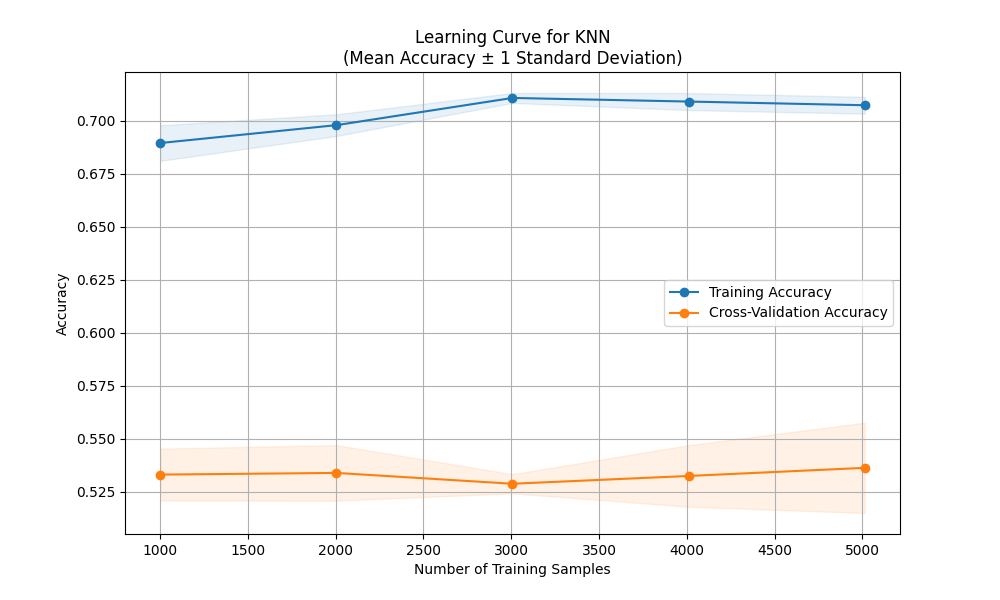 Learning Curve for KNN
(Mean Accuracy ± 1 Standard Deviation)
Accuracy
0.700
0.675
0.650
0.625
0.600
0.575
0.550
0.525
Training Accuracy
Cross-Validation Accuracy
1000 1500 2000 2500 3000 3500 4000 4500 5000
Number of Training Samples